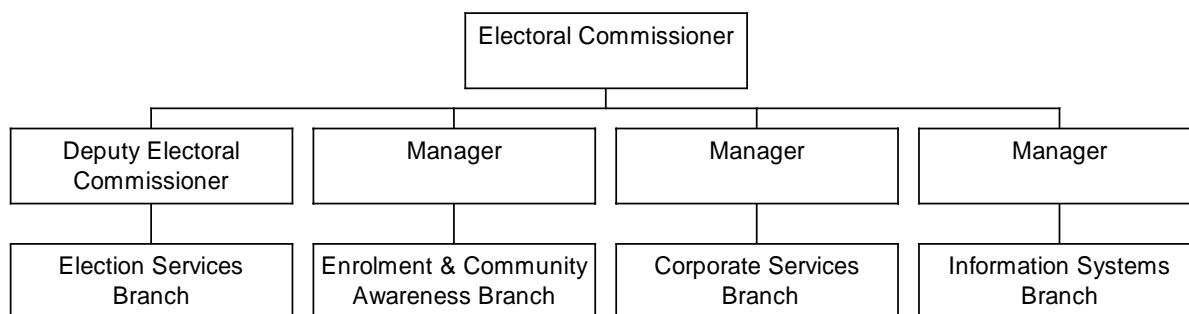 Electoral Commissioner
Deputy Electoral
Commissioner
Manager
Manager
Manager
Election Services
Branch
Enrolment & Community
Awareness Branch
Corporate Services
Branch
Information Systems
Branch